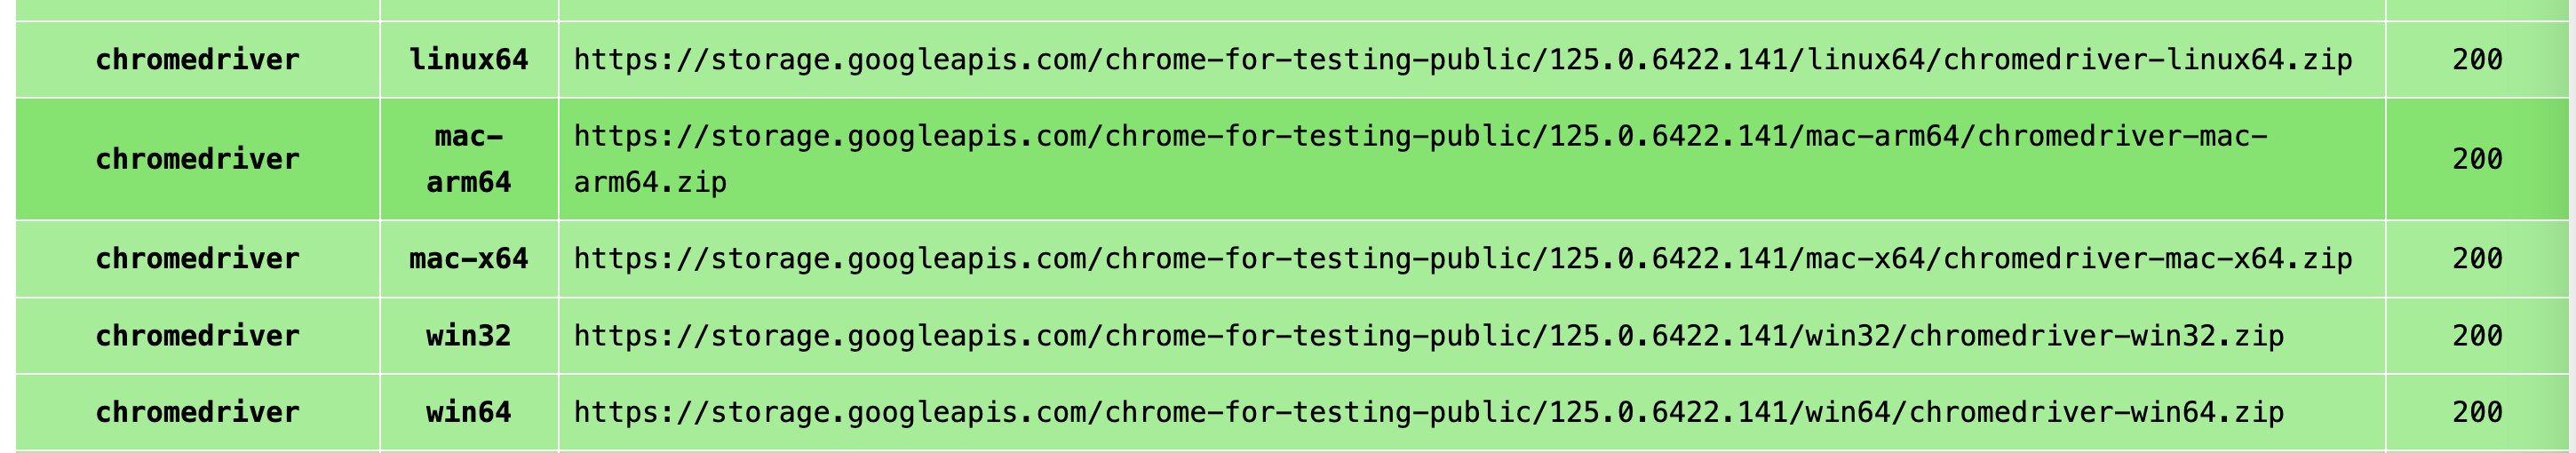 chromedriver linux64 https://storage.googleapis.com/chrome-for-testing-public/125.0.6422.141/linux64/chromedriver-linux64.zip 200
chromedriver mac-arm64 https://storage.googleapis.com/chrome-for-testing-public/125.0.6422.141/mac-arm64/chromedriver-mac-arm64.zip 200
chromedriver mac-x64 https://storage.googleapis.com/chrome-for-testing-public/125.0.6422.141/mac-x64/chromedriver-mac-x64.zip 200
chromedriver win32 https://storage.googleapis.com/chrome-for-testing-public/125.0.6422.141/win32/chromedriver-win32.zip 200
chromedriver win64 https://storage.googleapis.com/chrome-for-testing-public/125.0.6422.141/win64/chromedriver-win64.zip 200